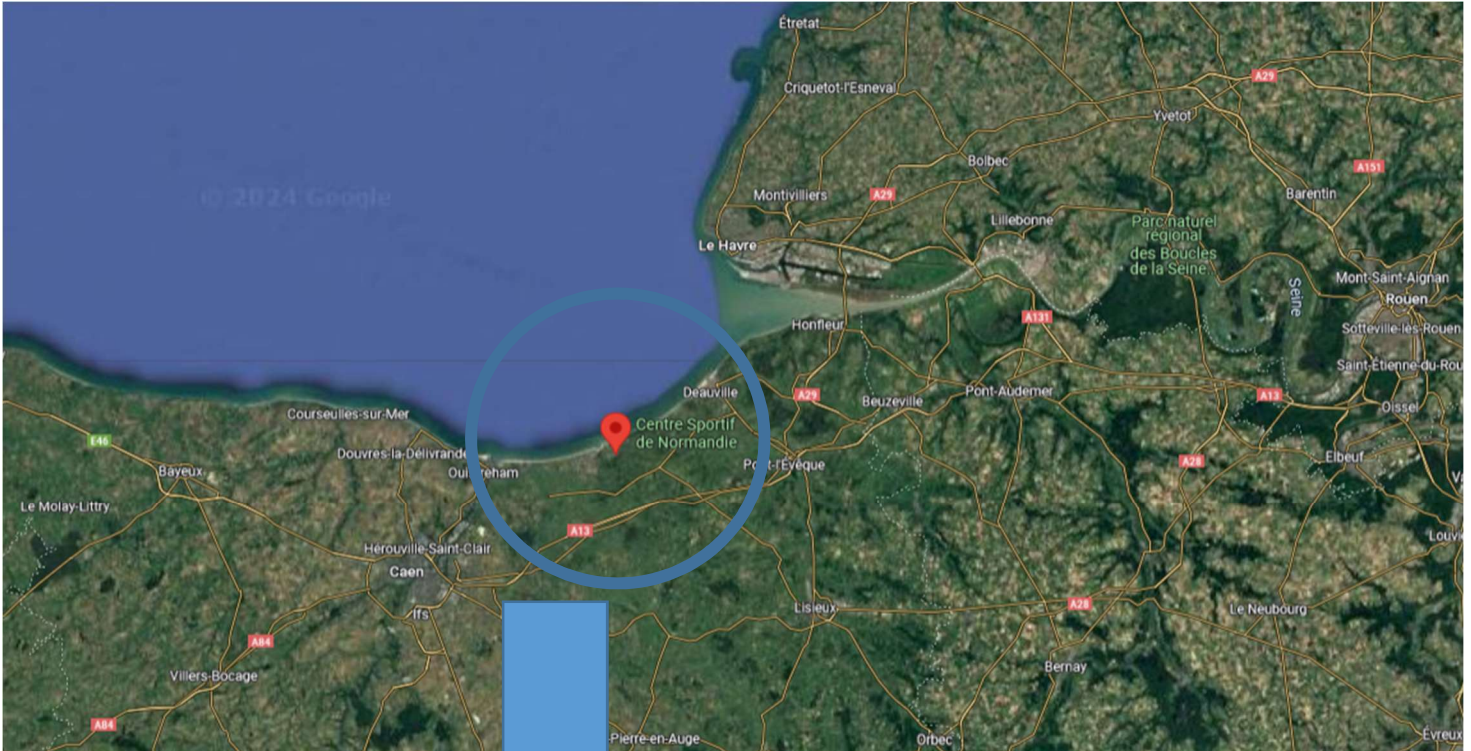 Étretat
Criquetot-l'Esneval
A29
Yvetot
Bolbec
A151
© 2024 Google
Montivilliers
A29
Barentin
Lillebonne
Parc naturel
régional
des Boucles
de la Seine
Le Havre
Mont-Saint-Aignan
Seine
Rouen
A131
Honfleur
Sotteville-lès-Rouen
Saint-Étienne-du-Rou
Deauville
A29
Beuzeville
Pont-Audemer
A13
Oissel
Courseulles-sur-Mer
Centre Sportif
de Normandie
E46
Douvres-la-Délivrande
Bayeux
Pont-l'Évêque
A28
Elbeuf
Le Molay-Littry
A13
Hérouville-Saint-Clair
Caen
Ifs
Lisieux
A28
Le Neubourg
A84
Villers-Bocage
Bernay
A84
-Pierre-en-Auge
Orbec
Évreux